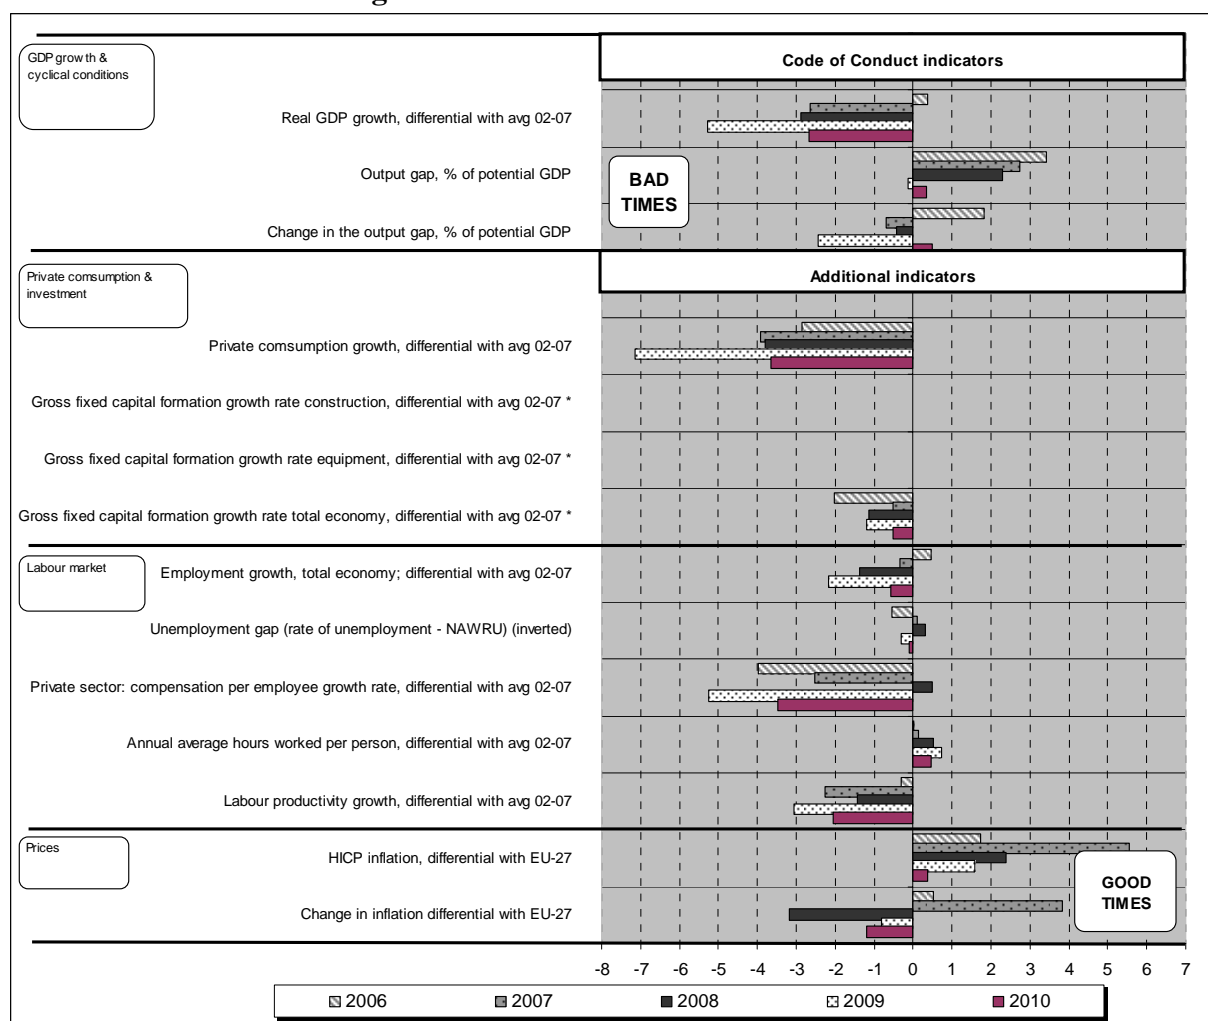 GDP growth &
cyclical conditions
Code of Conduct indicators
Real GDP growth, differential with avg 02-07
Output gap, % of potential GDP
BAD
TIMES
Change in the output gap, % of potential GDP
Private comsumption &
investment
Additional indicators
Private comsumption growth, differential with avg 02-07
Gross fixed capital formation growth rate construction, differential with avg 02-07 *
Gross fixed capital formation growth rate equipment, differential with avg 02-07 *
Gross fixed capital formation growth rate total economy, differential with avg 02-07 *
Labour market
Employment growth, total economy; differential with avg 02-07
Unemployment gap (rate of unemployment - NAWRU) (inverted)
Private sector: compensation per employee growth rate, differential with avg 02-07
Annual average hours worked per person, differential with avg 02-07
Labour productivity growth, differential with avg 02-07
Prices
HICP inflation, differential with EU-27
GOOD
TIMES
Change in inflation differential with EU-27
-8 -7 -6 -5 -4 -3 -2 -1 0 1 2 3 4 5 6 7
2006 2007 2008 2009 2010